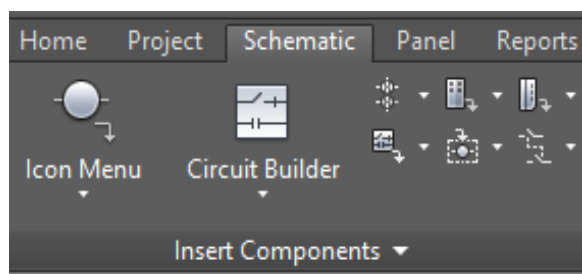 Home Project Schematic Panel Reports
Icon Menu Circuit Builder
Insert Components